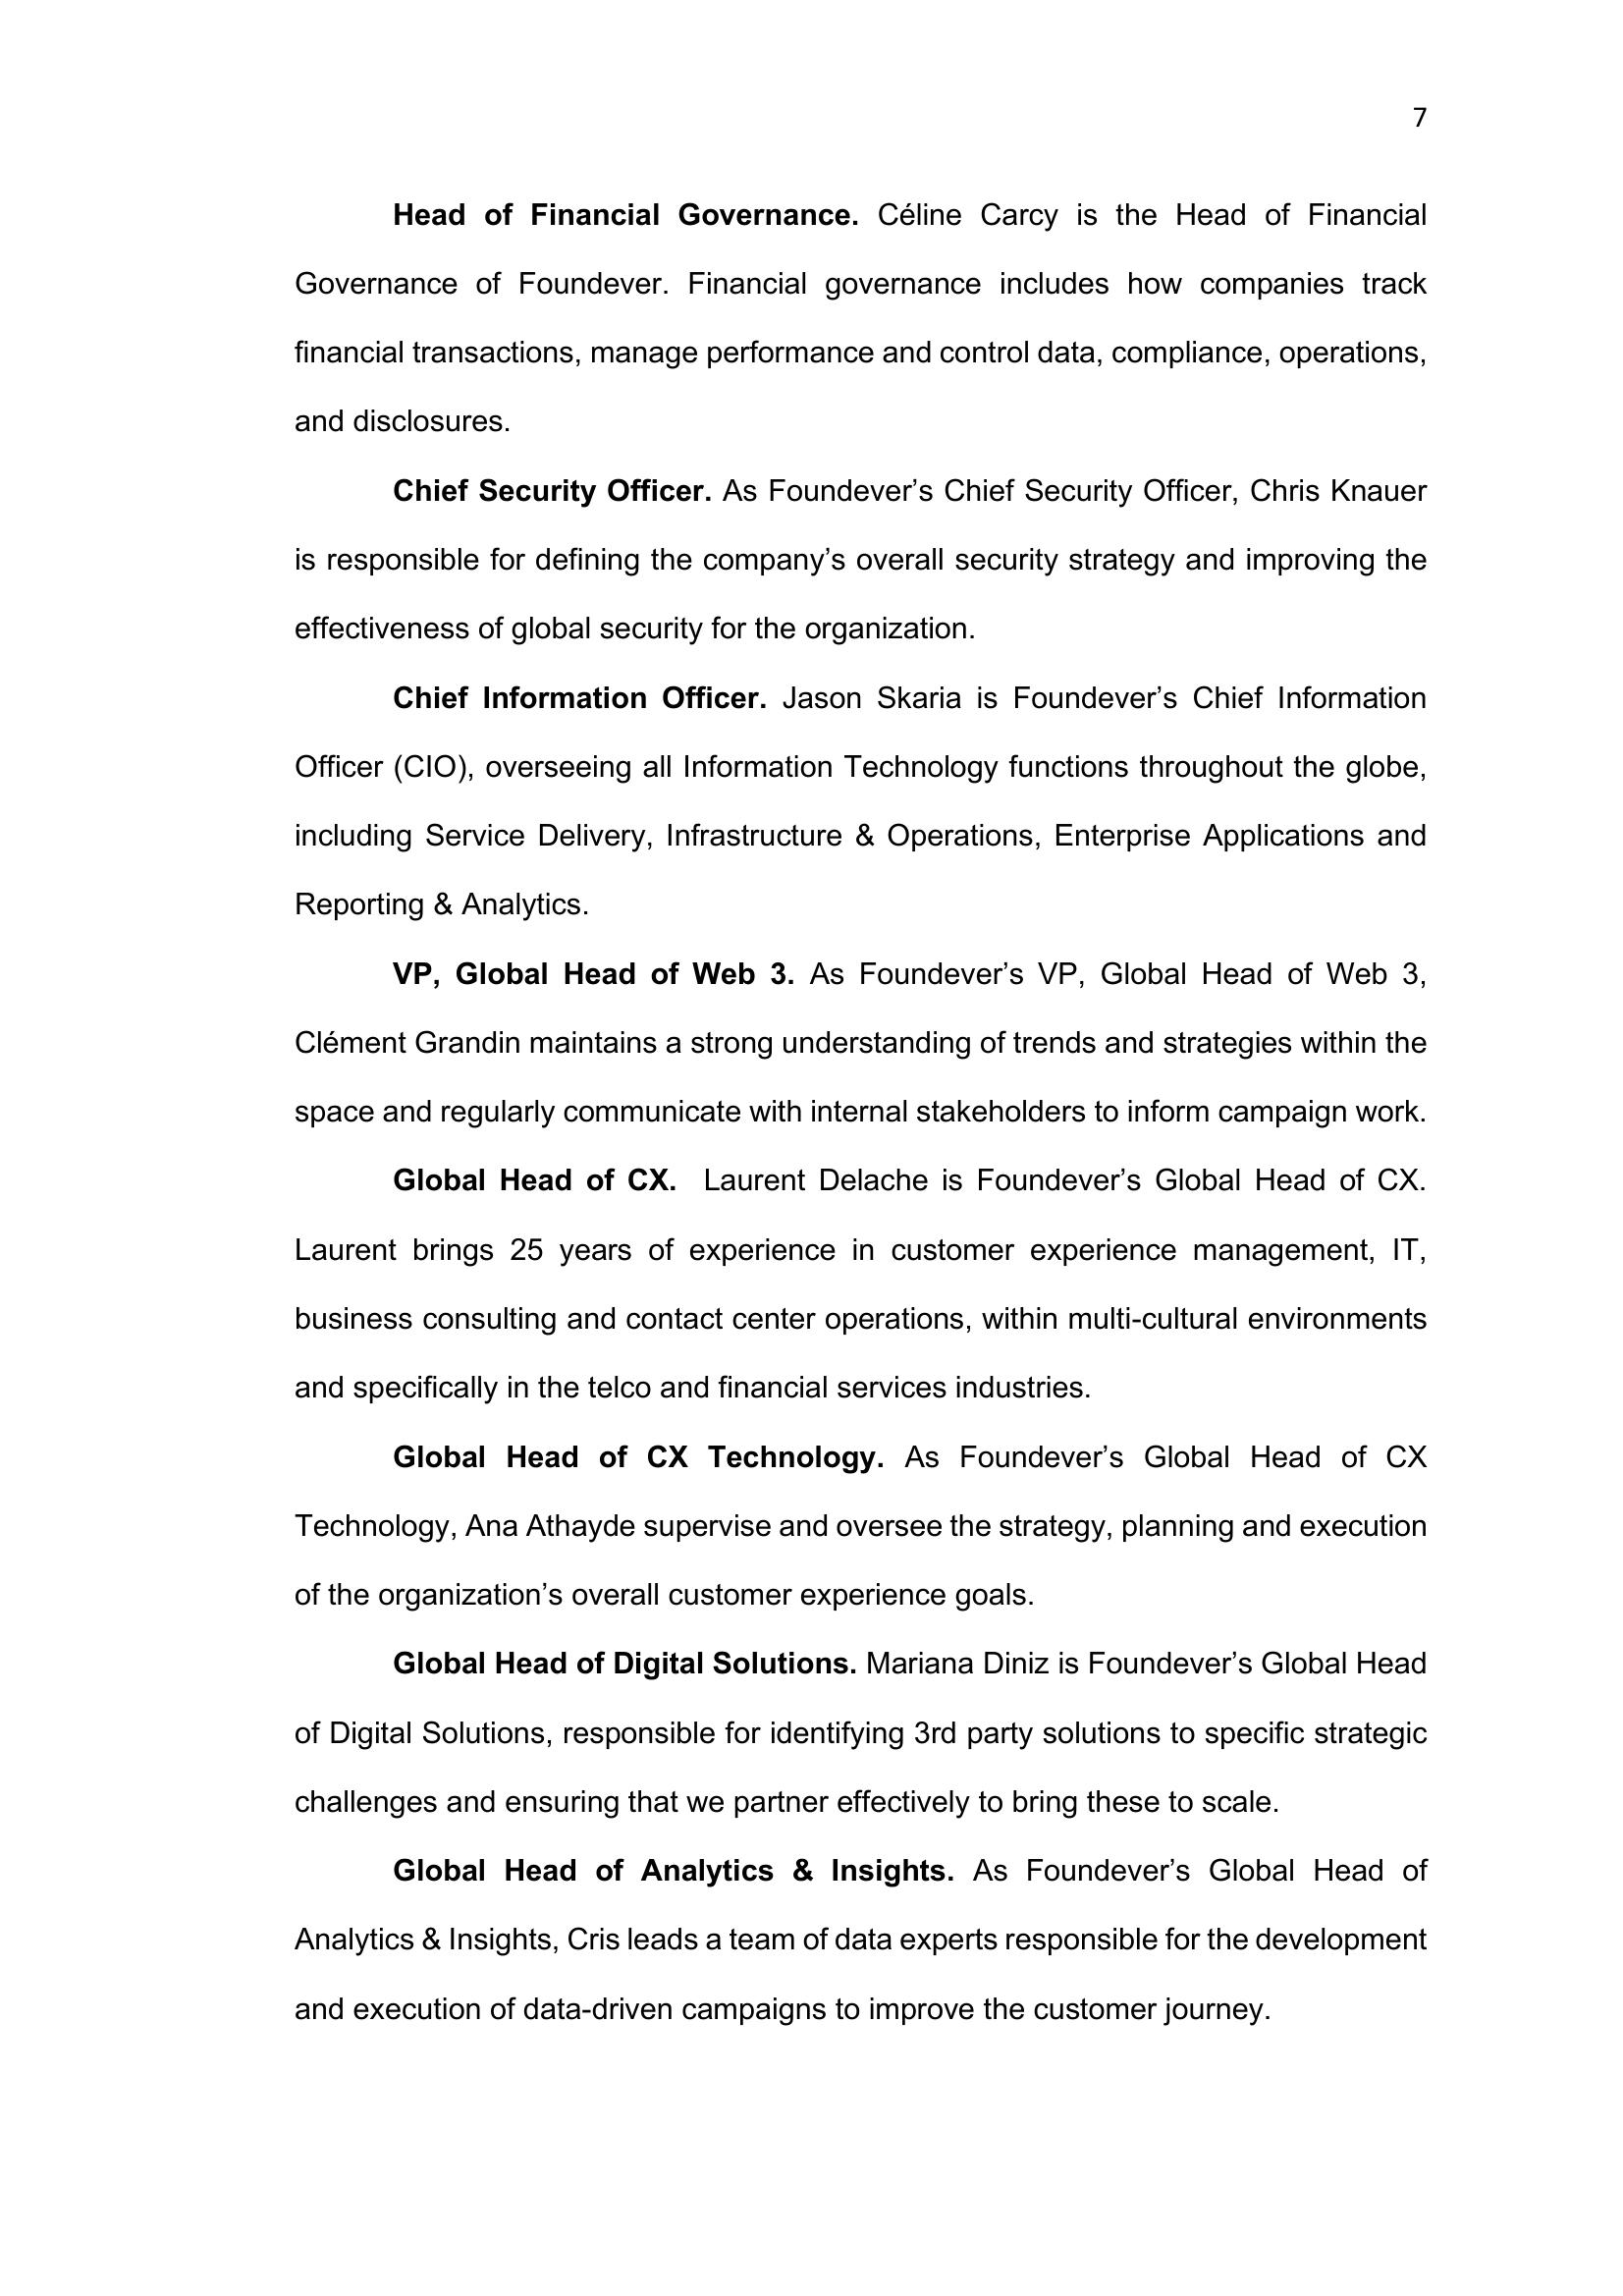 7
Head of Financial Governance. Céline Carcy is the Head of Financial
Governance of Foundever. Financial governance includes how companies track
financial transactions, manage performance and control data, compliance, operations,
and disclosures.
Chief Security Officer. As Foundever’s Chief Security Officer, Chris Knauer
is responsible for defining the company’s overall security strategy and improving the
effectiveness of global security for the organization.
Chief Information Officer. Jason Skaria is Foundever’s Chief Information
Officer (CIO), overseeing all Information Technology functions throughout the globe,
including Service Delivery, Infrastructure & Operations, Enterprise Applications and
Reporting & Analytics.
VP, Global Head of Web 3. As Foundever’s VP, Global Head of Web 3,
Clément Grandin maintains a strong understanding of trends and strategies within the
space and regularly communicate with internal stakeholders to inform campaign work.
Global Head of CX.  Laurent Delache is Foundever’s Global Head of CX.
Laurent brings 25 years of experience in customer experience management, IT,
business consulting and contact center operations, within multi-cultural environments
and specifically in the telco and financial services industries.
Global Head of CX Technology. As Foundever’s Global Head of CX
Technology, Ana Athayde supervise and oversee the strategy, planning and execution
of the organization’s overall customer experience goals.
Global Head of Digital Solutions. Mariana Diniz is Foundever’s Global Head
of Digital Solutions, responsible for identifying 3rd party solutions to specific strategic
challenges and ensuring that we partner effectively to bring these to scale.
Global Head of Analytics & Insights. As Foundever’s Global Head of
Analytics & Insights, Cris leads a team of data experts responsible for the development
and execution of data-driven campaigns to improve the customer journey.